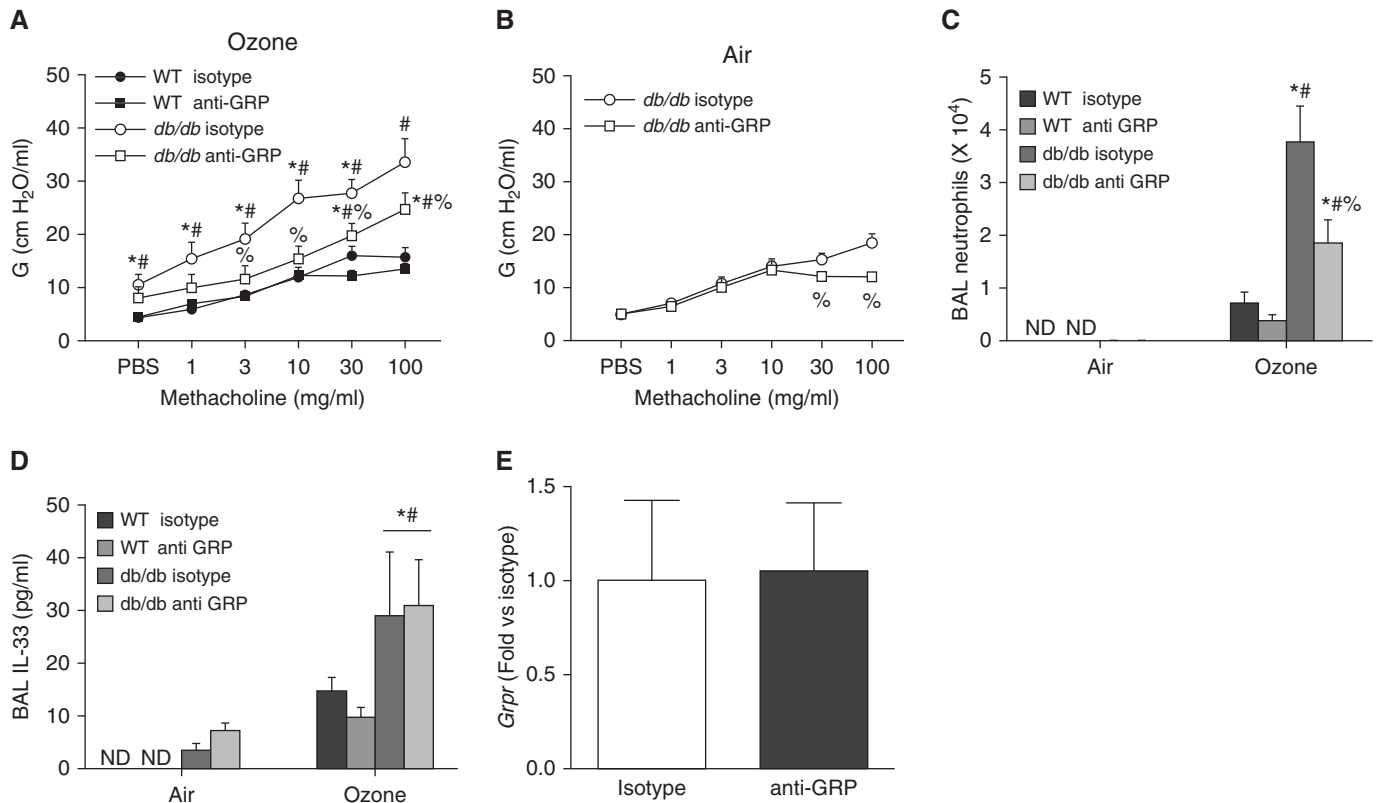 A
Ozone
G (cm H2O/ml)
50
40
30
20
10
0
WT isotype
WT anti-GRP
db/db isotype
db/db anti-GRP
*#
*#
*#
*#
*#
#
%
%
*#%
*#%
PBS 1 3 10 30 100
Methacholine (mg/ml)
B
Air
G (cm H2O/ml)
50
40
30
20
10
0
db/db isotype
db/db anti-GRP
% %
PBS 1 3 10 30 100
Methacholine (mg/ml)
C
BAL neutrophils (X 10⁴)
5
4
3
2
1
0
WT isotype
WT anti GRP
db/db isotype
db/db anti GRP
*#
*#%
ND ND
Air Ozone
D
BAL IL-33 (pg/ml)
50
40
30
20
10
0
WT isotype
WT anti GRP
db/db isotype
db/db anti GRP
*#
ND ND
Air Ozone
E
Grpr (Fold vs isotype)
1.5
1.0
0.5
0.0
Isotype anti-GRP